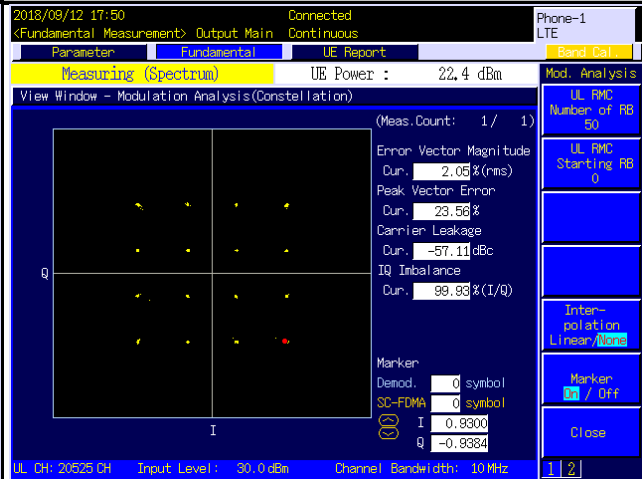 2018/09/12 17:50 Connected Phone-1
<Fundamental Measurement> Output Main Continuous LTE
Parameter Fundamental UE Report Band Cal.
Measuring (Spectrum) UE Power : 22.4 dBm Mod. Analysis
View Window - Modulation Analysis(Constellation)
(Meas.Count: 1/ 1)
Error Vector Magnitude
Cur. 2.05 %(rms)
Peak Vector Error
Cur. 23.56 %
Carrier Leakage
Cur. -57.11 dBc
IQ Imbalance
Cur. 99.93 %(I/Q)
Q
I
Marker
Demod. 0 symbol
SC-FDMA 0 symbol
I 0.9300
Q -0.9384
UL RMC
Number of RB
50
UL RMC
Starting RB
0
Inter-
polation
Linear/None
Marker
On / Off
Close
UL CH: 20525 CH Input Level: 30.0 dBm Channel Bandwidth: 10 MHz 1 2